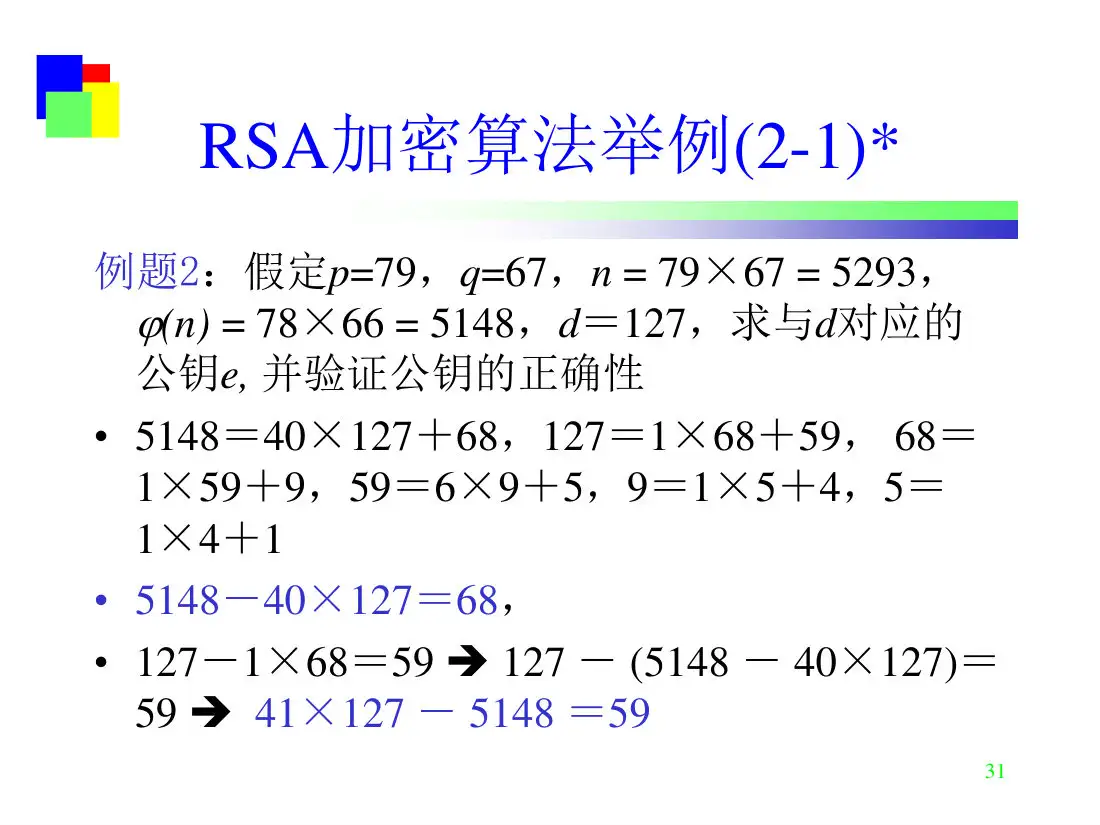 RSA加密算法举例(2-1)*
例题2：假定p=79，q=67，n = 79×67 = 5293，
φ(n) = 78×66 = 5148，d＝127，求与d对应的
公钥e, 并验证公钥的正确性
• 5148＝40×127＋68，127＝1×68＋59， 68＝
1×59＋9，59＝6×9＋5，9＝1×5＋4，5＝
1×4＋1
• 5148－40×127＝68，
• 127－1×68＝59 ➔ 127 － (5148 － 40×127)＝
59 ➔ 41×127 － 5148 ＝59
31